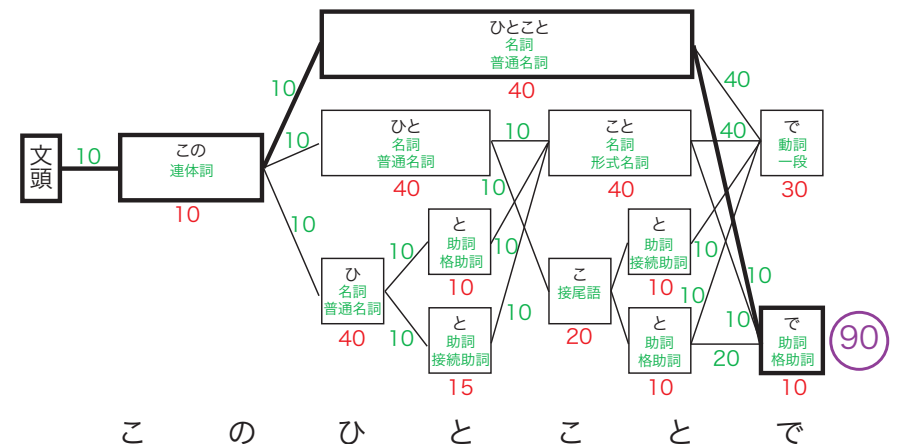 ひとこと
名詞
普通名詞
40
10
40
文頭
10
この
連体詞
10
10
ひと
名詞
普通名詞
40
10
10
こと
名詞
形式名詞
40
40
で
動詞
一段
30
10
ひ
名詞
普通名詞
40
10
10
と
助詞
格助詞
10
10
と
助詞
接続助詞
15
10
こ
接尾語
20
と
助詞
接続助詞
10
10
と
助詞
格助詞
10
10
10
10
20
で
助詞
格助詞
10
90
こ の ひ と こ と で